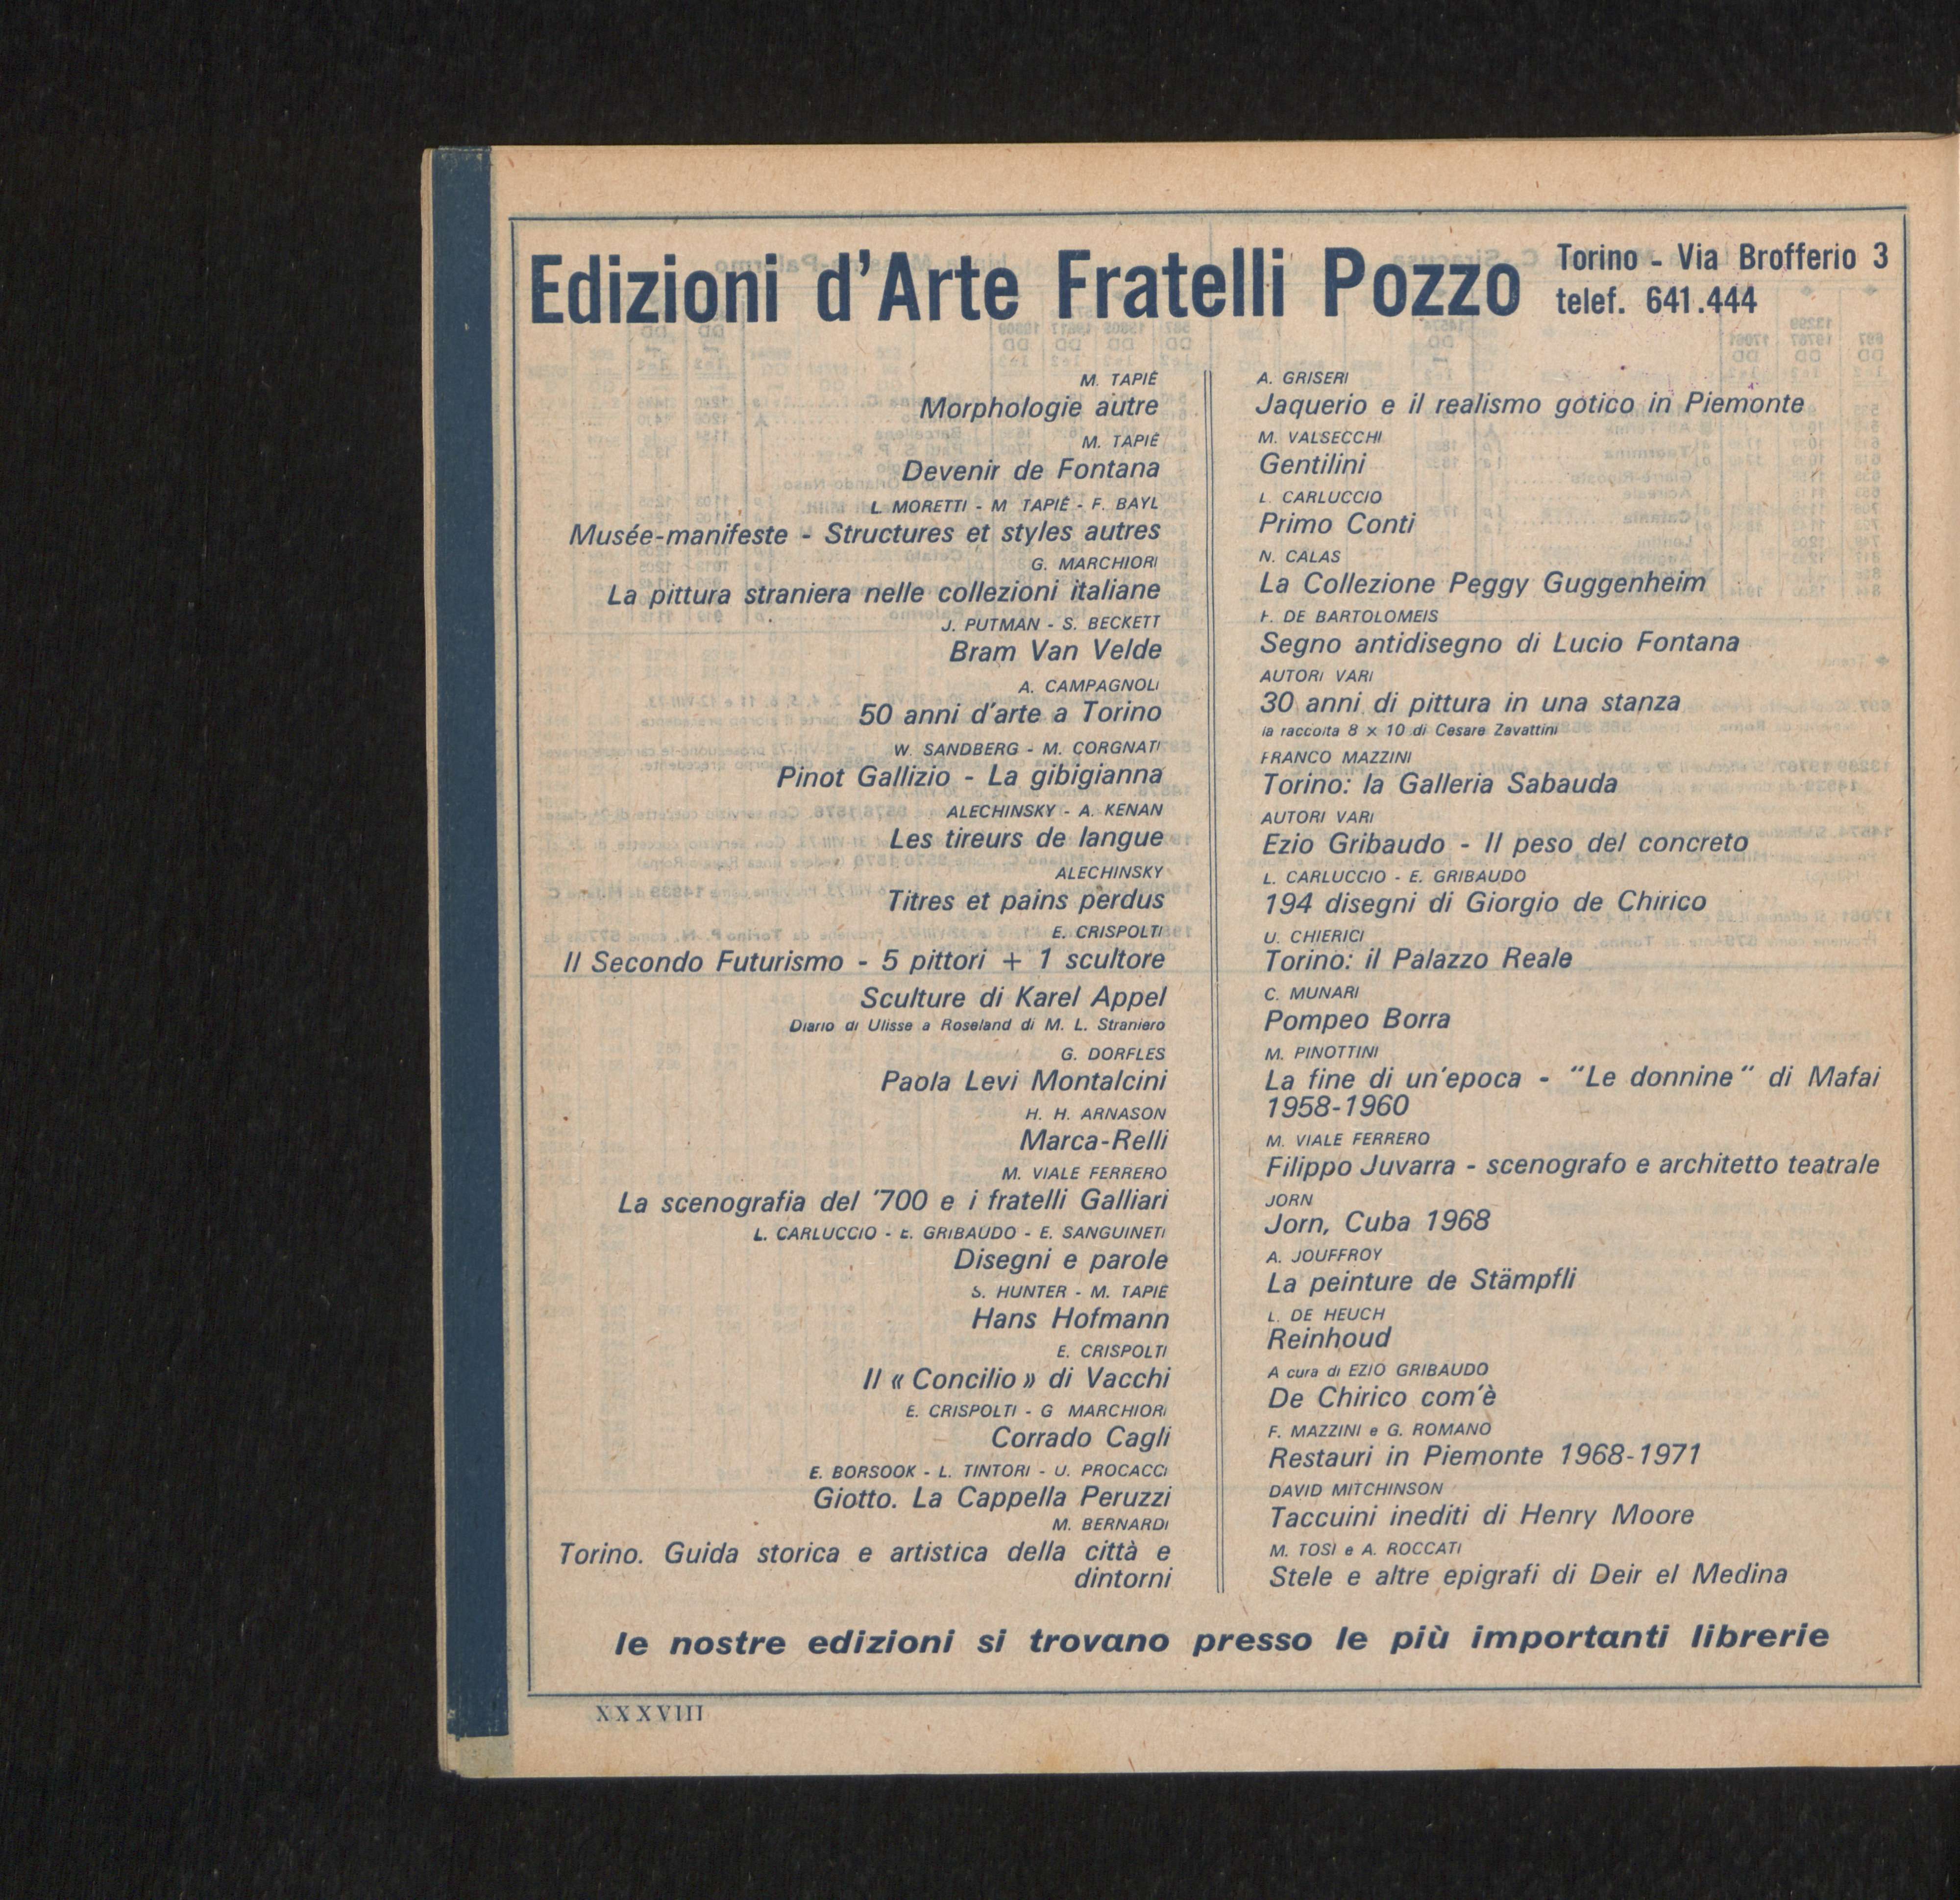 Edizioni d'Arte Fratelli Pozzo
Torino - Via Brofferio 3
telef. 641.444
M. TAPIÉ
Morphologie autre
M. TAPIÉ
Devenir de Fontana
L. MORETTI - M TAPIÉ - F. BAYL
Musée-manifeste - Structures et styles autres
G. MARCHIORI
La pittura straniera nelle collezioni italiane
J. PUTMAN - S. BECKETT
Bram Van Velde
A. CAMPAGNOLI
50 anni d'arte a Torino
W. SANDBERG - M. CORGNATI
Pinot Gallizio - La gibigianna
ALECHINSKY - A. KENAN
Les tireurs de langue
ALECHINSKY
Titres et pains perdus
E. CRISPOLTI
Il Secondo Futurismo - 5 pittori + 1 scultore
Sculture di Karel Appel
Diario di Ulisse a Roseland di M. L. Straniero
G. DORFLES
Paola Levi Montalcini
H. H. ARNASON
Marca-Relli
M. VIALE FERRERO
La scenografia del '700 e i fratelli Galliari
L. CARLUCCIO - E. GRIBAUDO - E. SANGUINETI
Disegni e parole
S. HUNTER - M. TAPIÉ
Hans Hofmann
E. CRISPOLTI
Il « Concilio » di Vacchi
E. CRISPOLTI - G MARCHIORI
Corrado Cagli
E. BORSOOK - L. TINTORI - U. PROCACCI
Giotto. La Cappella Peruzzi
M. BERNARDI
Torino. Guida storica e artistica della città e
dintorni
A. GRISERI
Jaquerio e il realismo gotico in Piemonte
M. VALSECCHI
Gentilini
L. CARLUCCIO
Primo Conti
N. CALAS
La Collezione Peggy Guggenheim
F. DE BARTOLOMEIS
Segno antidisegno di Lucio Fontana
AUTORI VARI
30 anni di pittura in una stanza
la raccolta 8 x 10 di Cesare Zavattini
FRANCO MAZZINI
Torino: la Galleria Sabauda
AUTORI VARI
Ezio Gribaudo - Il peso del concreto
L. CARLUCCIO - E. GRIBAUDO
194 disegni di Giorgio de Chirico
U. CHIERICI
Torino: il Palazzo Reale
C. MUNARI
Pompeo Borra
M. PINOTTINI
La fine di un'epoca - "Le donnine" di Mafai
1958-1960
M. VIALE FERRERO
Filippo Juvarra - scenografo e architetto teatrale
JORN
Jorn, Cuba 1968
A. JOUFFROY
La peinture de Stämpfli
L. DE HEUCH
Reinhoud
A cura di EZIO GRIBAUDO
De Chirico com'è
F. MAZZINI e G. ROMANO
Restauri in Piemonte 1968-1971
DAVID MITCHINSON
Taccuini inediti di Henry Moore
M. TOSI e A. ROCCATI
Stele e altre epigrafi di Deir el Medina
le nostre edizioni si trovano presso le più importanti librerie
XXXVIII